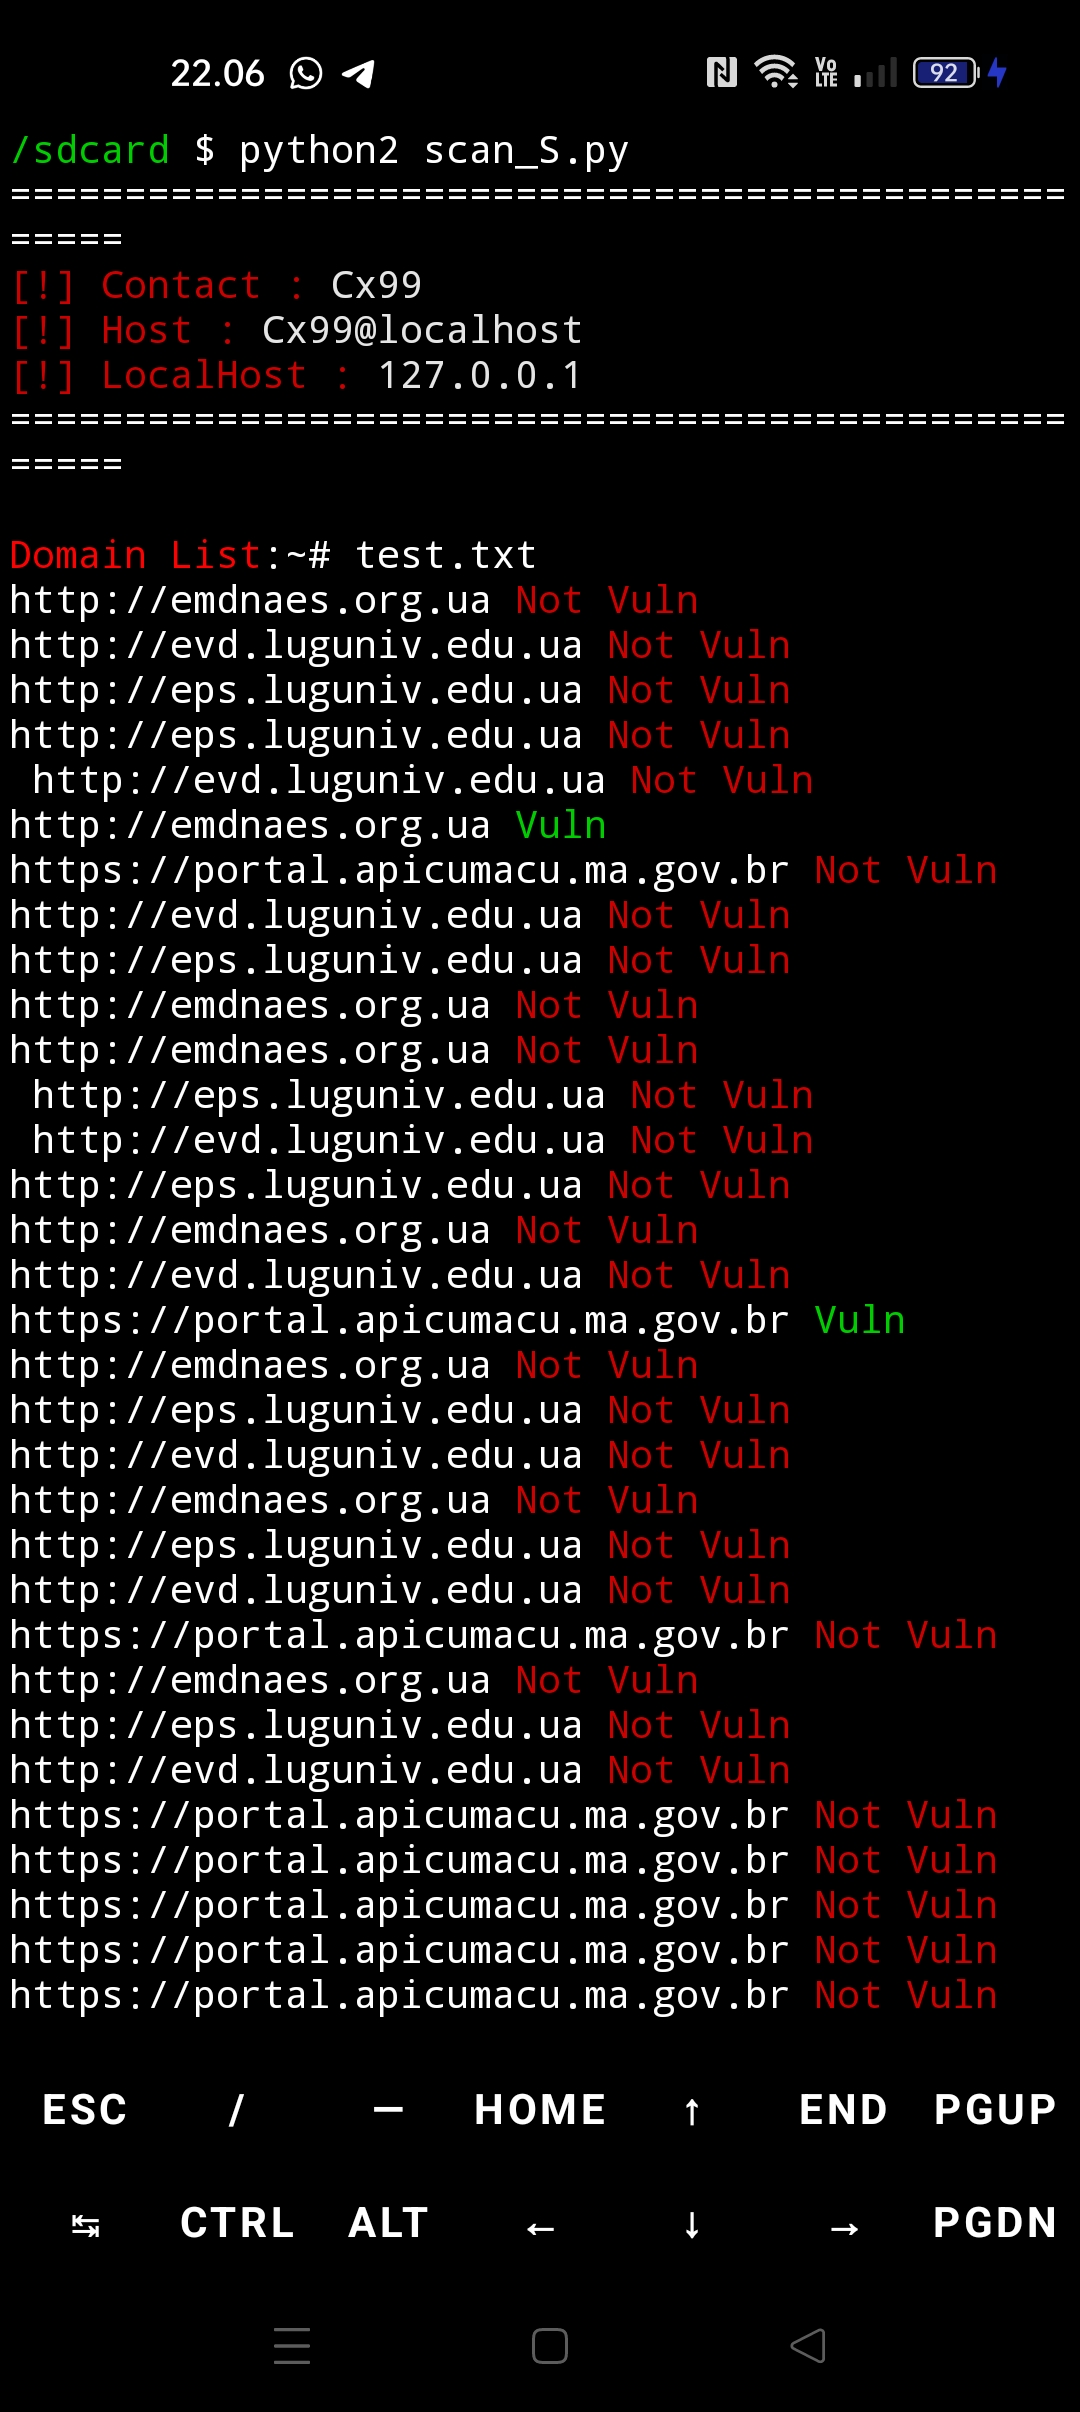 22.06 Vo LTE 92
/sdcard $ python2 scan_S.py
==============================================
=====
[!] Contact : Cx99
[!] Host : Cx99@localhost
[!] LocalHost : 127.0.0.1
==============================================
=====
Domain List:~# test.txt
http://emdnaes.org.ua Not Vuln
http://evd.luguniv.edu.ua Not Vuln
http://eps.luguniv.edu.ua Not Vuln
http://eps.luguniv.edu.ua Not Vuln
http://evd.luguniv.edu.ua Not Vuln
http://emdnaes.org.ua Vuln
https://portal.apicumacu.ma.gov.br Not Vuln
http://evd.luguniv.edu.ua Not Vuln
http://eps.luguniv.edu.ua Not Vuln
http://emdnaes.org.ua Not Vuln
http://emdnaes.org.ua Not Vuln
http://eps.luguniv.edu.ua Not Vuln
http://evd.luguniv.edu.ua Not Vuln
http://eps.luguniv.edu.ua Not Vuln
http://emdnaes.org.ua Not Vuln
http://evd.luguniv.edu.ua Not Vuln
https://portal.apicumacu.ma.gov.br Vuln
http://emdnaes.org.ua Not Vuln
http://eps.luguniv.edu.ua Not Vuln
http://evd.luguniv.edu.ua Not Vuln
http://emdnaes.org.ua Not Vuln
http://eps.luguniv.edu.ua Not Vuln
http://evd.luguniv.edu.ua Not Vuln
https://portal.apicumacu.ma.gov.br Not Vuln
http://emdnaes.org.ua Not Vuln
http://eps.luguniv.edu.ua Not Vuln
http://evd.luguniv.edu.ua Not Vuln
https://portal.apicumacu.ma.gov.br Not Vuln
https://portal.apicumacu.ma.gov.br Not Vuln
https://portal.apicumacu.ma.gov.br Not Vuln
https://portal.apicumacu.ma.gov.br Not Vuln
https://portal.apicumacu.ma.gov.br Not Vuln
ESC / — HOME ↑ END PGUP
↹ CTRL ALT ← ↓ → PGDN